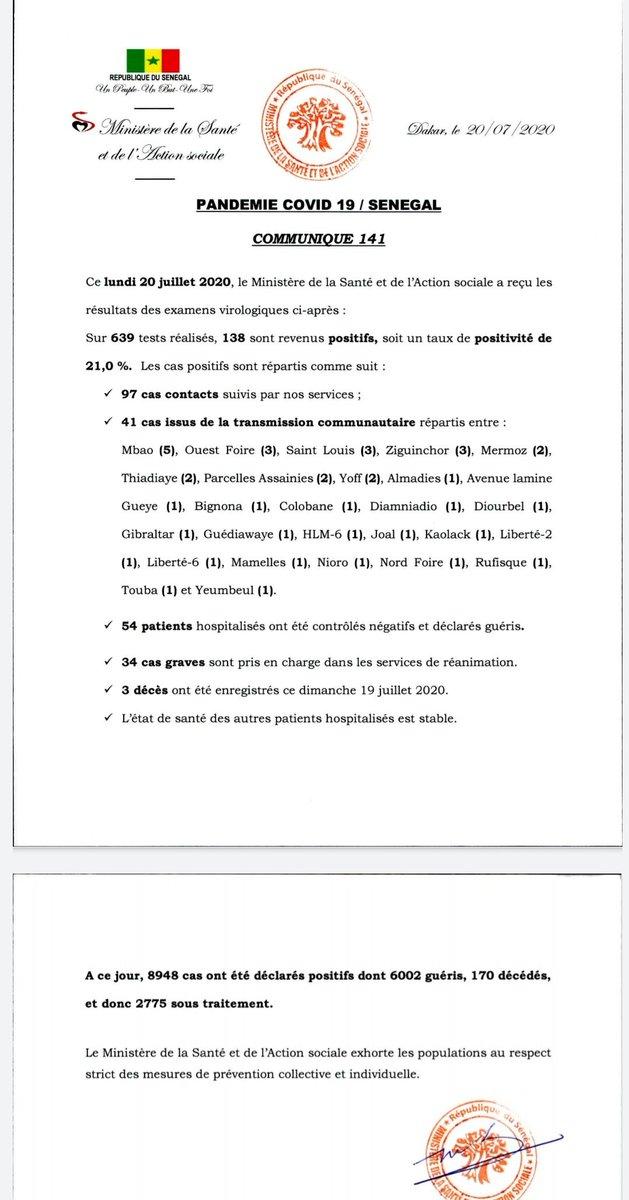 REPUBLIQUE DU SENEGAL
Un Peuple - Un But - Une Foi
Ministère de la Santé
et de l'Action sociale
★ République du Sénégal ★
MINISTÈRE DE LA SANTÉ ET DE L'ACTION SOCIALE
Dakar, le 20/07/2020
PANDEMIE COVID 19 / SENEGAL
COMMUNIQUE 141
Ce lundi 20 juillet 2020, le Ministère de la Santé et de l'Action sociale a reçu les
résultats des examens virologiques ci-après :
Sur 639 tests réalisés, 138 sont revenus positifs, soit un taux de positivité de
21,0 %. Les cas positifs sont répartis comme suit :
✓ 97 cas contacts suivis par nos services ;
✓ 41 cas issus de la transmission communautaire répartis entre :
Mbao (5), Ouest Foire (3), Saint Louis (3), Ziguinchor (3), Mermoz (2),
Thiadiaye (2), Parcelles Assainies (2), Yoff (2), Almadies (1), Avenue lamine
Gueye (1), Bignona (1), Colobane (1), Diamniadio (1), Diourbel (1),
Gibraltar (1), Guédiawaye (1), HLM-6 (1), Joal (1), Kaolack (1), Liberté-2
(1), Liberté-6 (1), Mamelles (1), Nioro (1), Nord Foire (1), Rufisque (1),
Touba (1) et Yeumbeul (1).
✓ 54 patients hospitalisés ont été contrôlés négatifs et déclarés guéris.
✓ 34 cas graves sont pris en charge dans les services de réanimation.
✓ 3 décès ont été enregistrés ce dimanche 19 juillet 2020.
✓ L'état de santé des autres patients hospitalisés est stable.
A ce jour, 8948 cas ont été déclarés positifs dont 6002 guéris, 170 décédés,
et donc 2775 sous traitement.
Le Ministère de la Santé et de l'Action sociale exhorte les populations au respect
strict des mesures de prévention collective et individuelle.
République du Sénégal